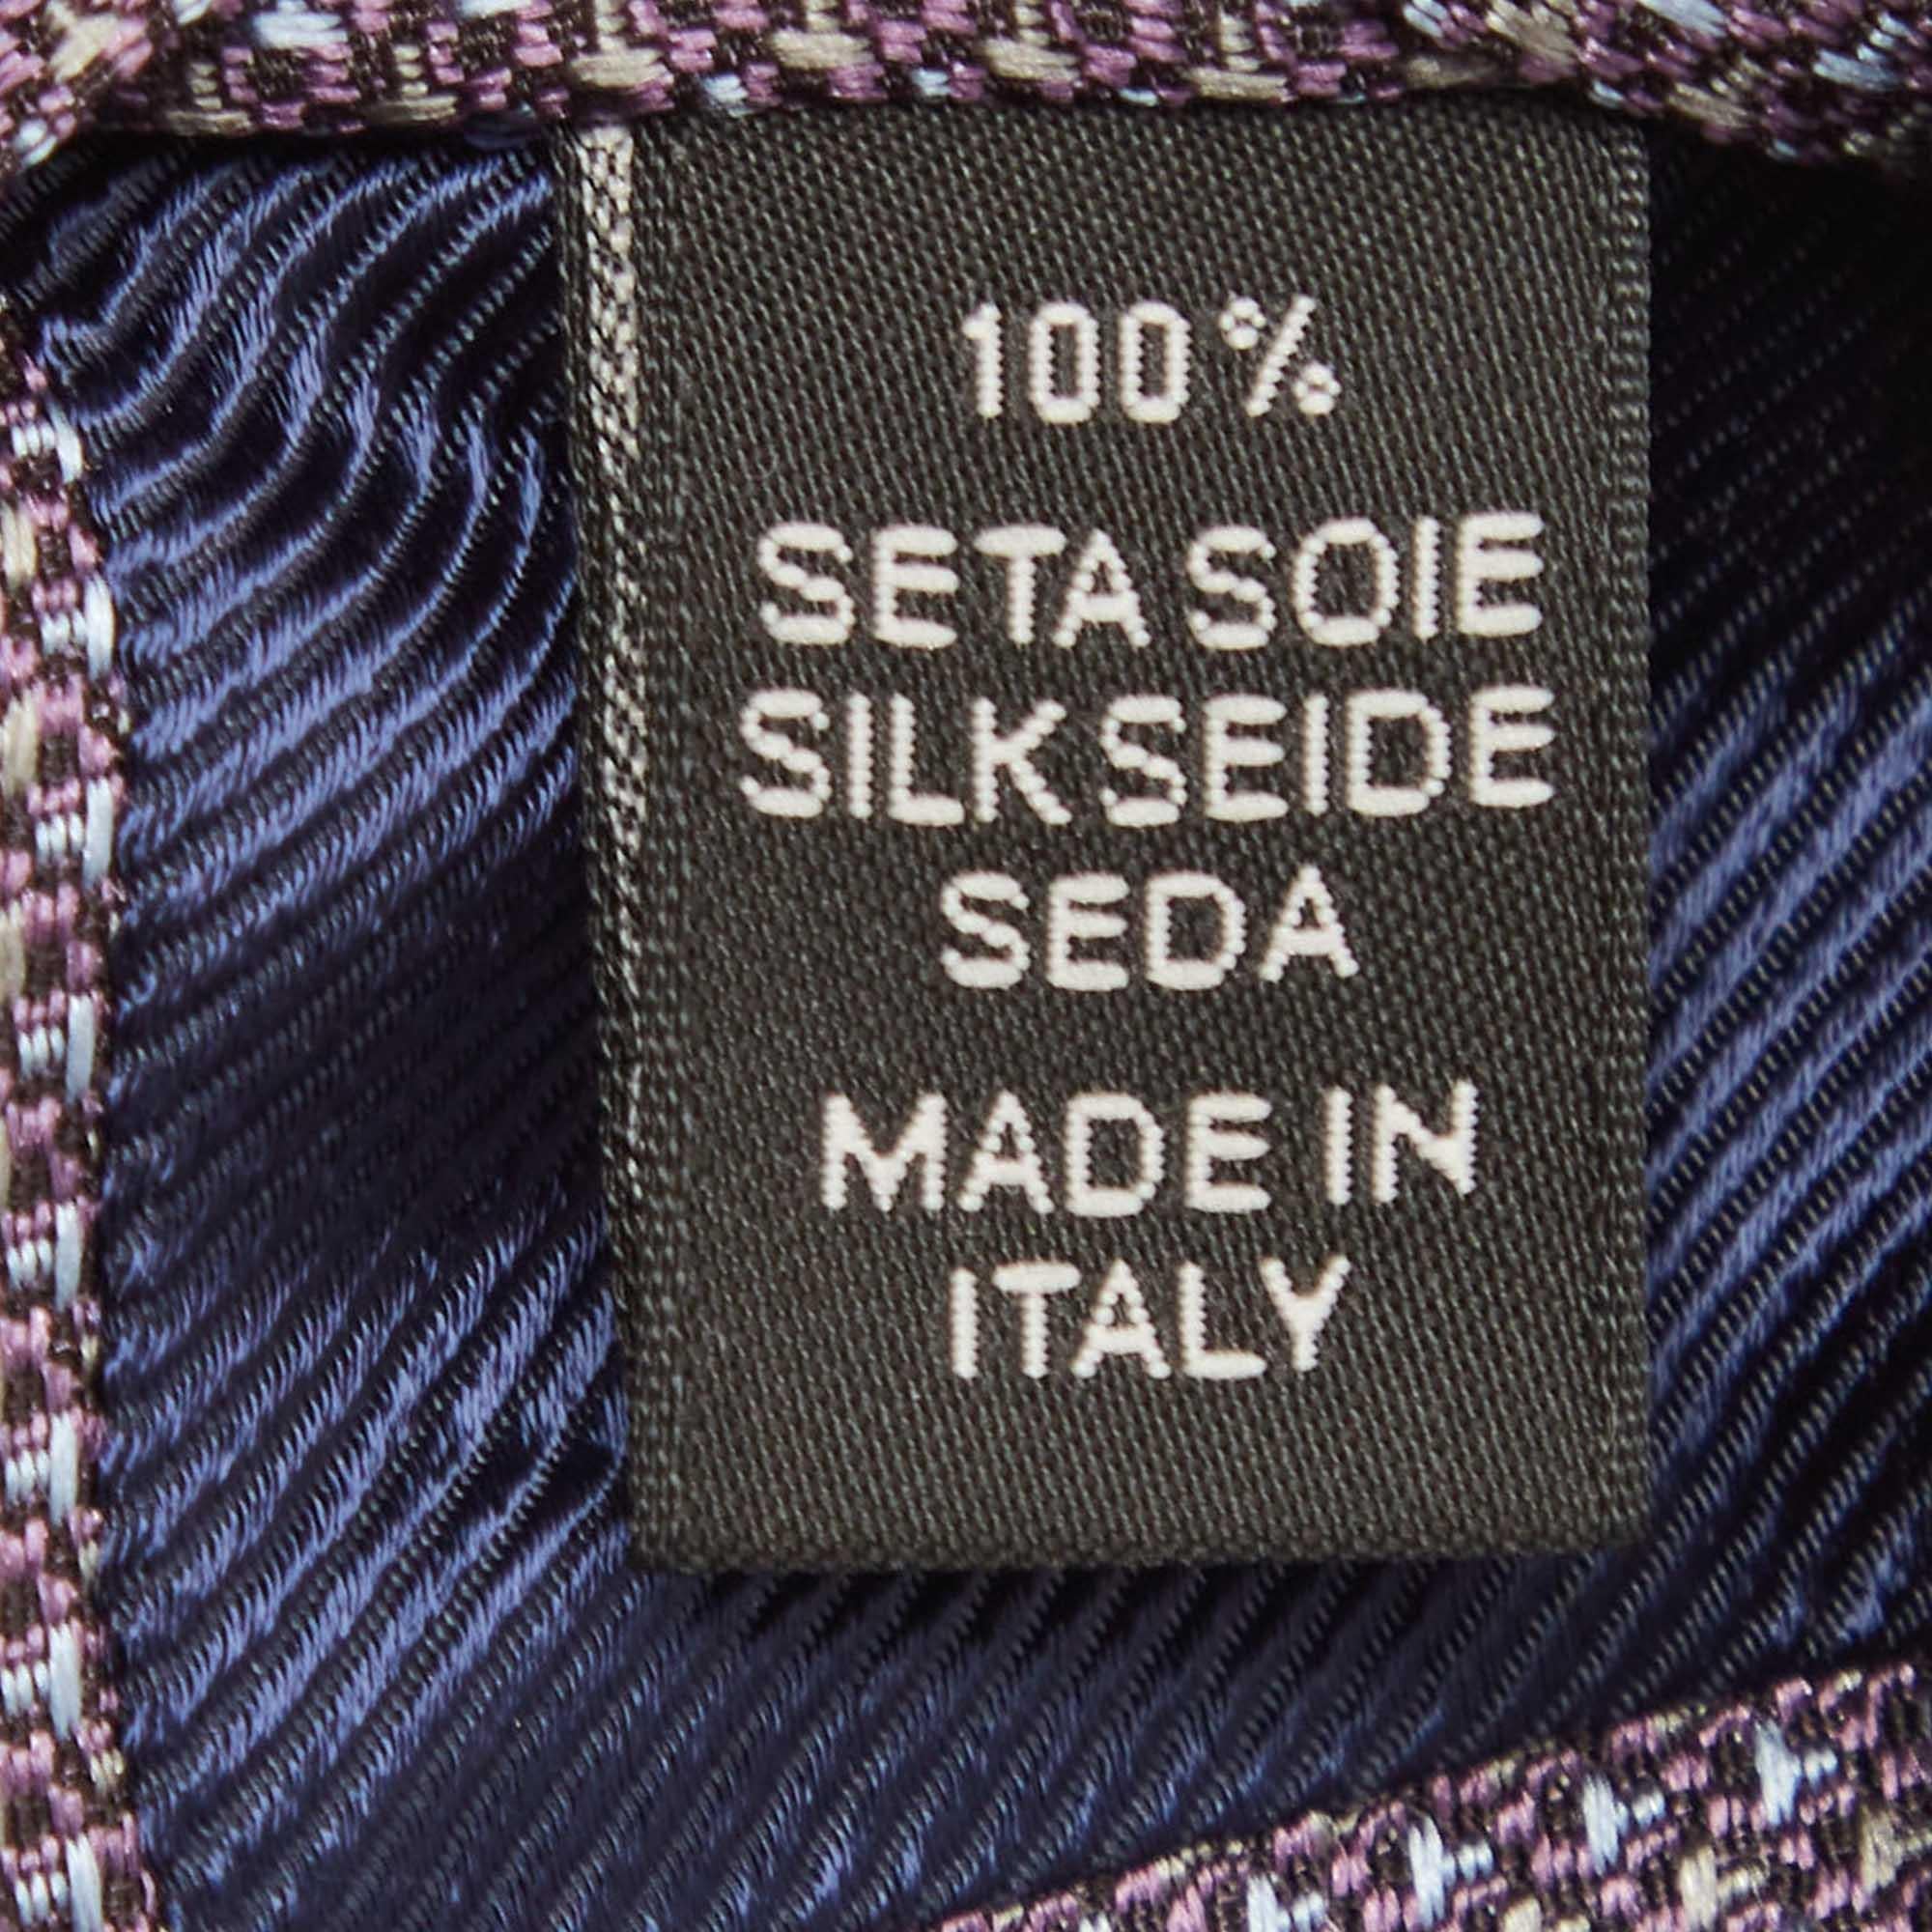 100%
SETA SOIE
SILK SEIDE
SEDA
MADE IN
ITALY